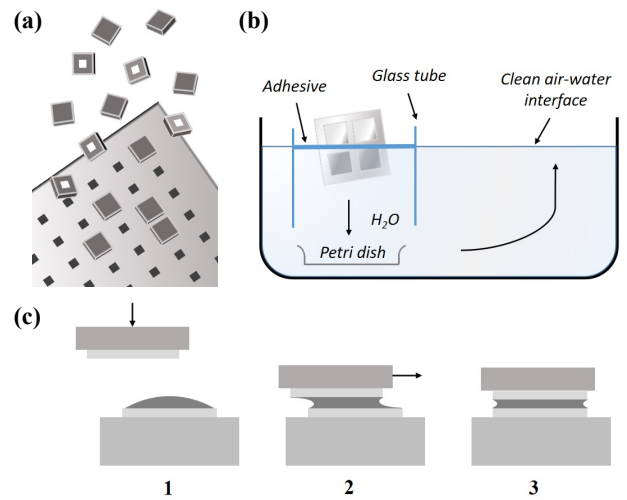 (a)
(b)
Adhesive
Glass tube
Clean air-water
interface
H₂O
Petri dish
(c)
1
2
3